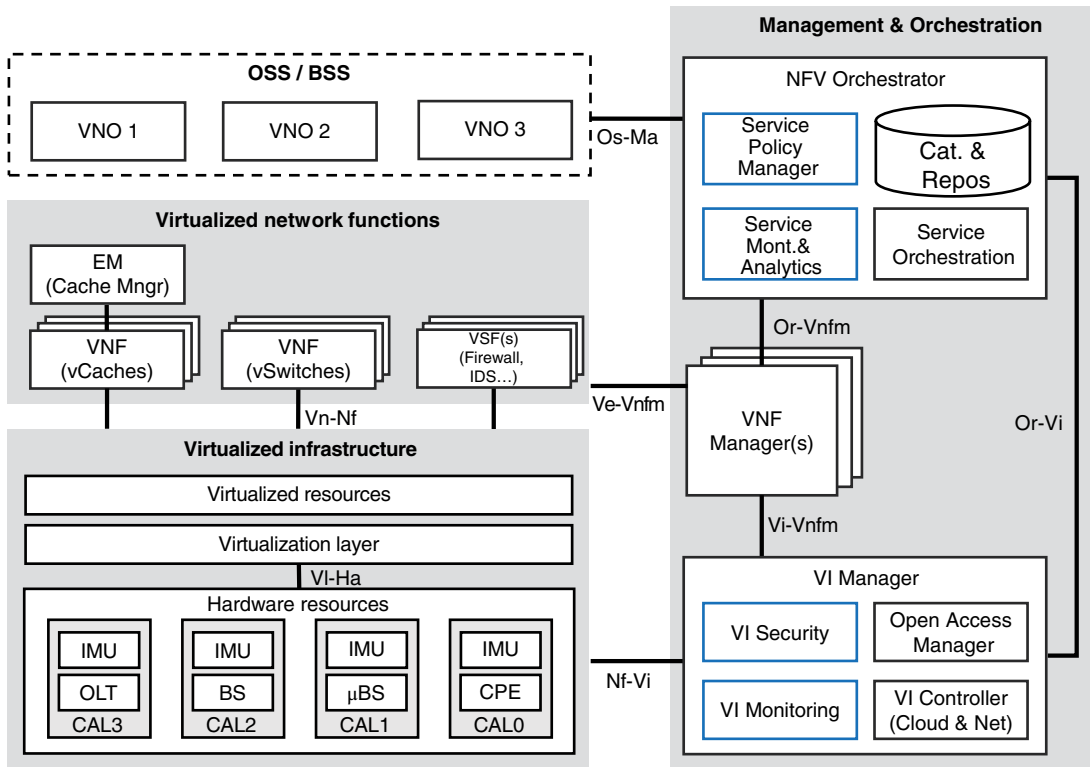 Management & Orchestration
OSS / BSS
VNO 1
VNO 2
VNO 3
Os-Ma
NFV Orchestrator
Service
Policy
Manager
Cat. &
Repos
Service
Mont.&
Analytics
Service
Orchestration
Virtualized network functions
EM
(Cache Mngr)
VNF
(vCaches)
VNF
(vSwitches)
VSF(s)
(Firewall,
IDS...)
Or-Vnfm
Ve-Vnfm
VNF
Manager(s)
Or-Vi
Vn-Nf
Virtualized infrastructure
Virtualized resources
Virtualization layer
Vl-Ha
Vi-Vnfm
Hardware resources
IMU
OLT
CAL3
IMU
BS
CAL2
IMU
µBS
CAL1
IMU
CPE
CAL0
Nf-Vi
VI Manager
VI Security
Open Access
Manager
VI Monitoring
VI Controller
(Cloud & Net)